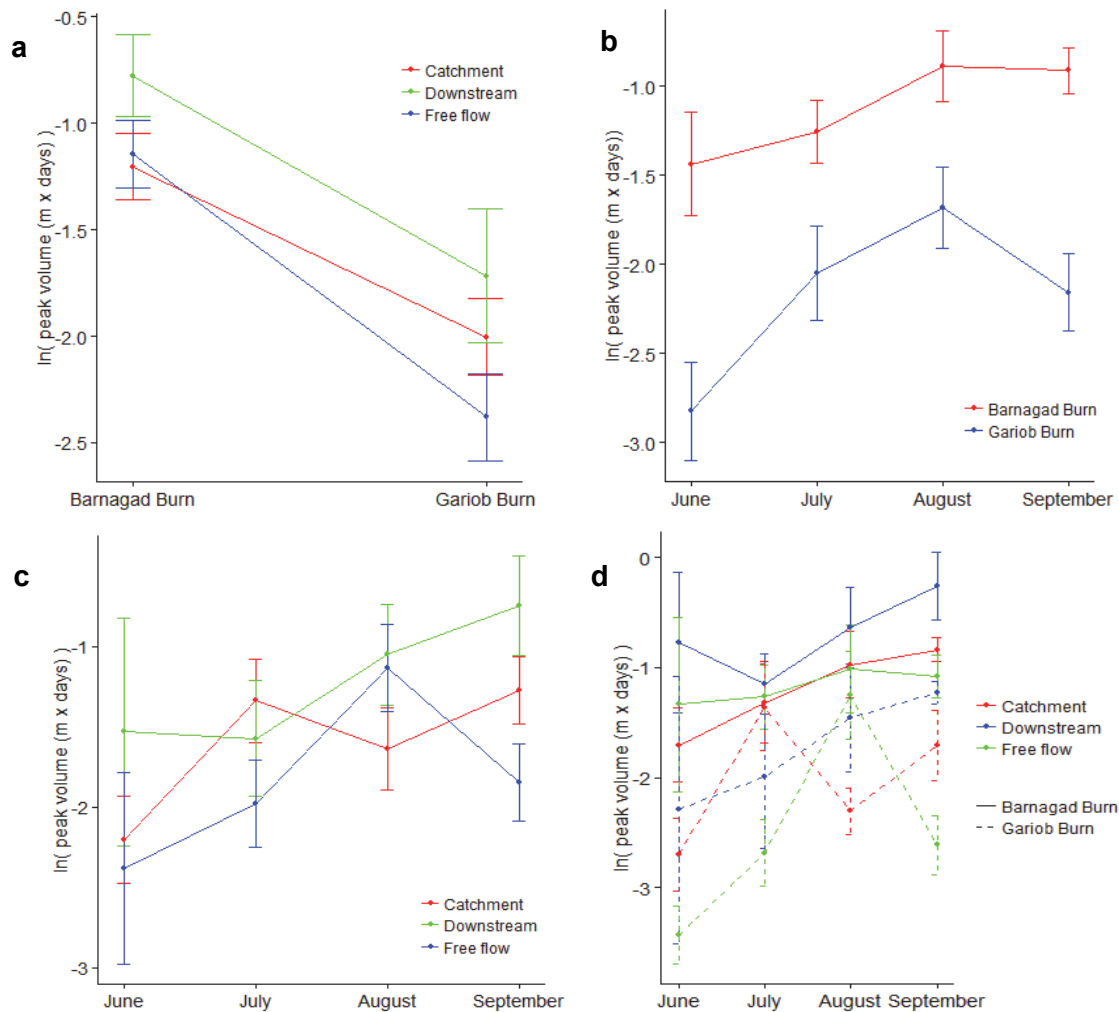 a
ln( peak volume (m x days) )
-0.5
-1.0
-1.5
-2.0
-2.5
Catchment
Downstream
Free flow
Barnagad Burn
Gariob Burn
b
ln( peak volume (m x days))
-1.0
-1.5
-2.0
-2.5
-3.0
Barnagad Burn
Gariob Burn
June
July
August
September
c
ln( peak volume (m x days) )
-1
-2
-3
Catchment
Downstream
Free flow
June
July
August
September
d
ln( peak volume (m x days) )
0
-1
-2
-3
Catchment
Downstream
Free flow
Barnagad Burn
Gariob Burn
June
July
August
September